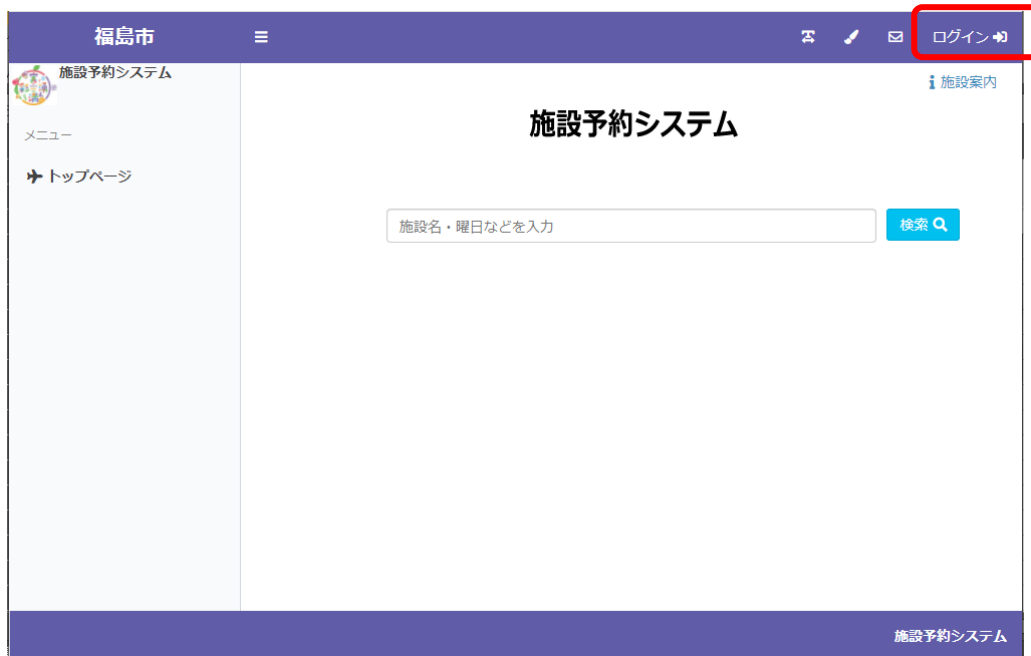 福島市
ログイン
施設予約システム
施設案内
施設予約システム
メニュー
トップページ
施設名・曜日などを入力
検索
施設予約システム